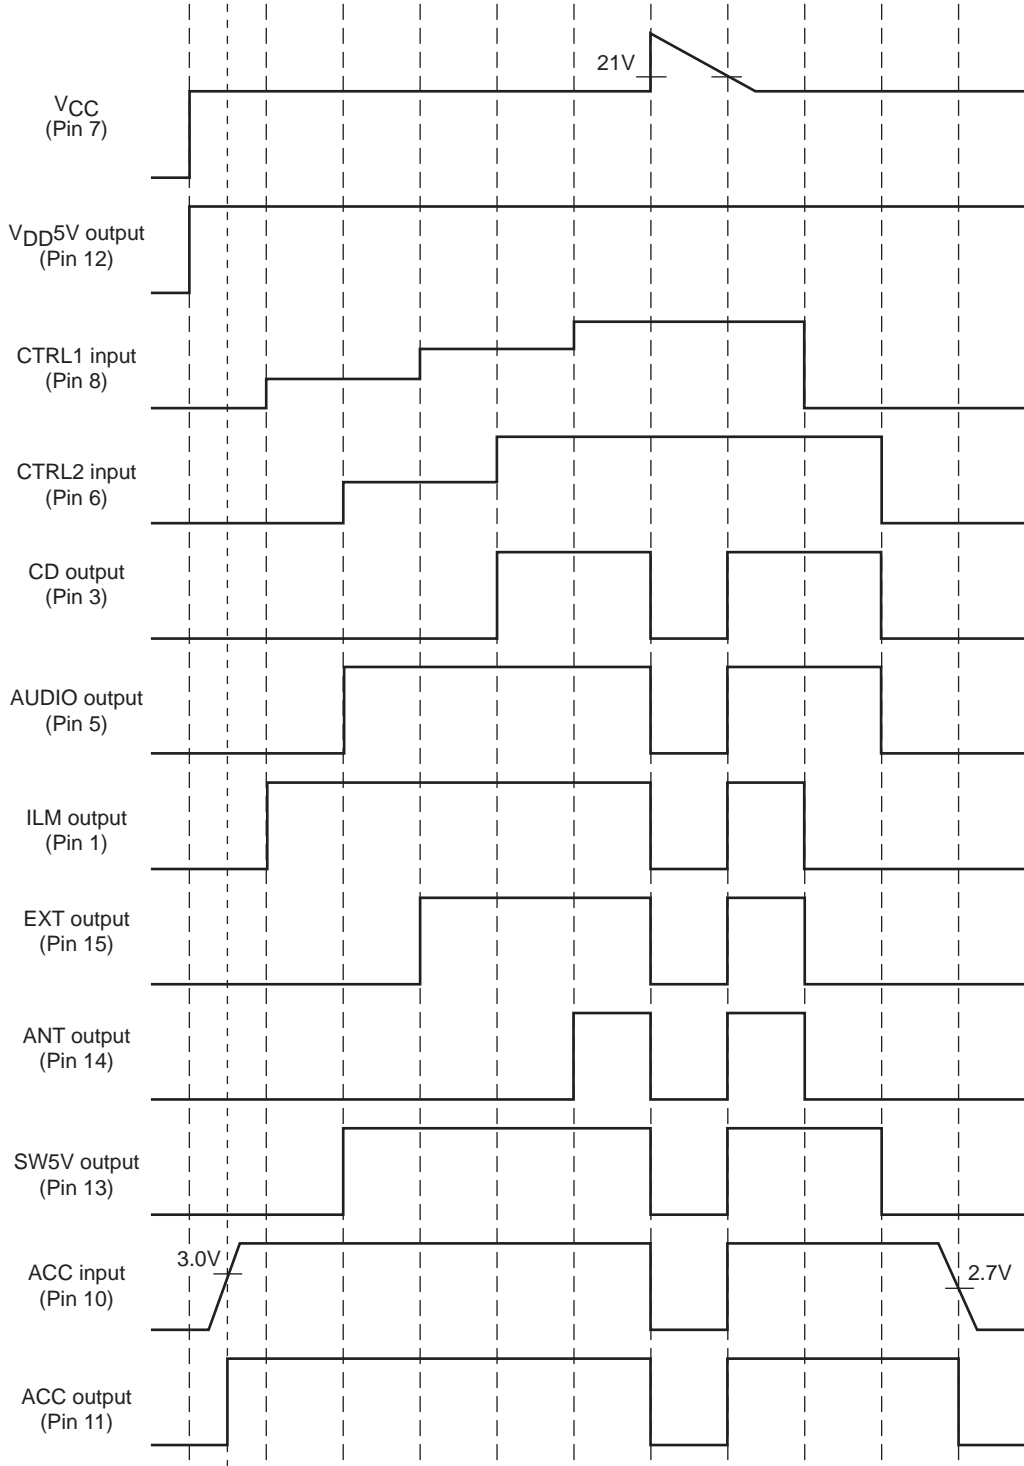 21V
VCC
(Pin 7)
VDD5V output
(Pin 12)
CTRL1 input
(Pin 8)
CTRL2 input
(Pin 6)
CD output
(Pin 3)
AUDIO output
(Pin 5)
ILM output
(Pin 1)
EXT output
(Pin 15)
ANT output
(Pin 14)
SW5V output
(Pin 13)
3.0V
ACC input
(Pin 10)
2.7V
ACC output
(Pin 11)